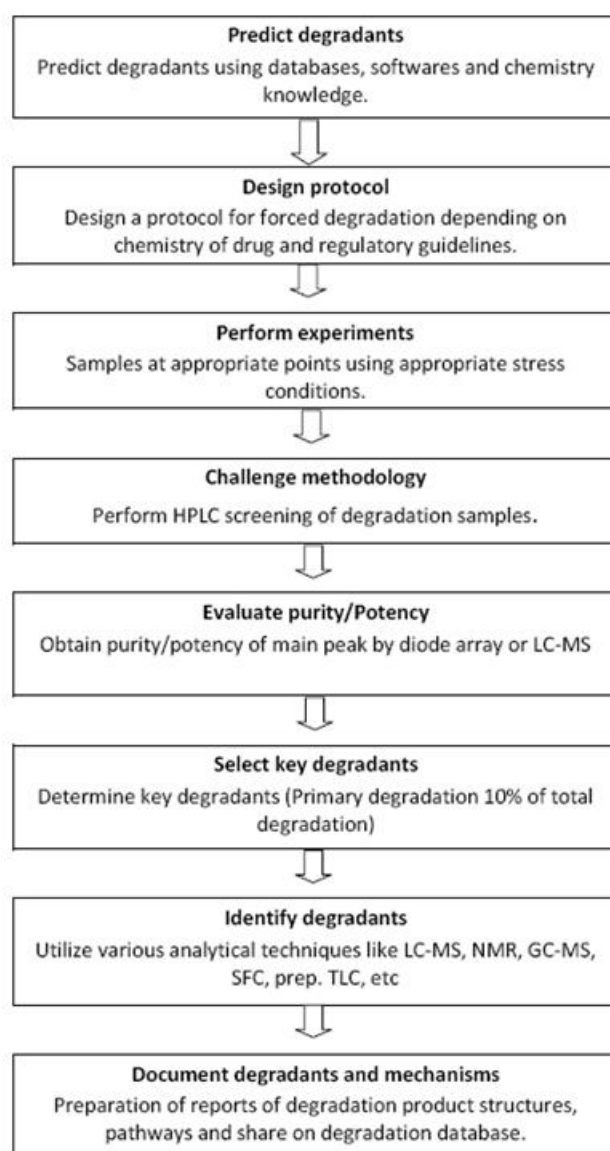 Predict degradants
Predict degradants using databases, softwares and chemistry
knowledge.
Design protocol
Design a protocol for forced degradation depending on
chemistry of drug and regulatory guidelines.
Perform experiments
Samples at appropriate points using appropriate stress
conditions.
Challenge methodology
Perform HPLC screening of degradation samples.
Evaluate purity/Potency
Obtain purity/potency of main peak by diode array or LC-MS
Select key degradants
Determine key degradants (Primary degradation 10% of total
degradation)
Identify degradants
Utilize various analytical techniques like LC-MS, NMR, GC-MS,
SFC, prep. TLC, etc
Document degradants and mechanisms
Preparation of reports of degradation product structures,
pathways and share on degradation database.